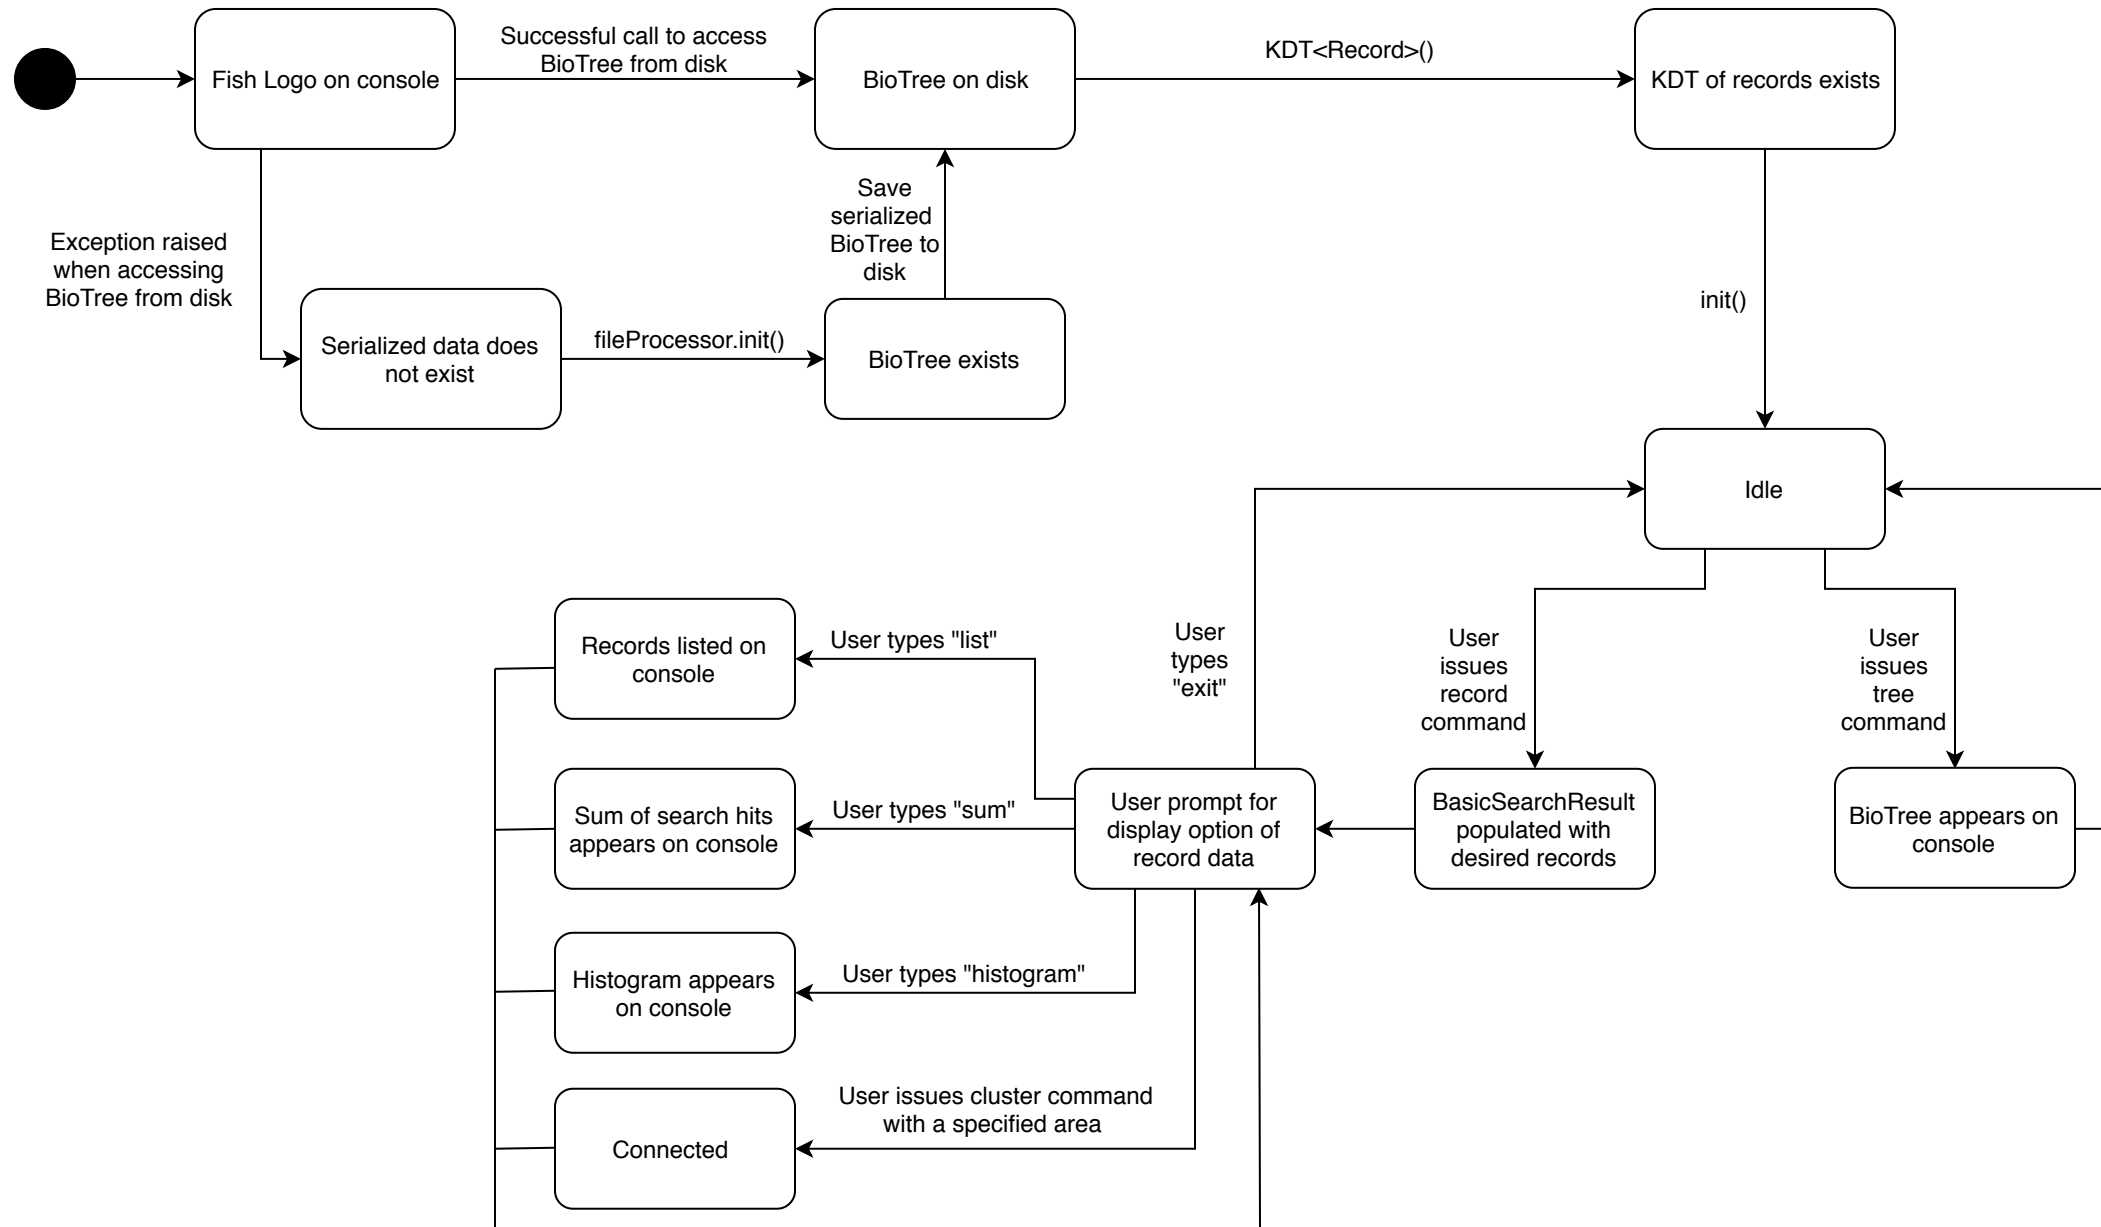 Fish Logo on console
Successful call to access
BioTree from disk
BioTree on disk
KDT<Record>()
KDT of records exists
Exception raised
when accessing
BioTree from disk
Save
serialized
BioTree to
disk
Serialized data does
not exist
fileProcessor.init()
BioTree exists
init()
Idle
User
types
"exit"
User
issues
record
command
User
issues
tree
command
Records listed on
console
User types "list"
Sum of search hits
appears on console
User types "sum"
User prompt for
display option of
record data
BasicSearchResult
populated with
desired records
BioTree appears on
console
Histogram appears
on console
User types "histogram"
Connected
User issues cluster command
with a specified area